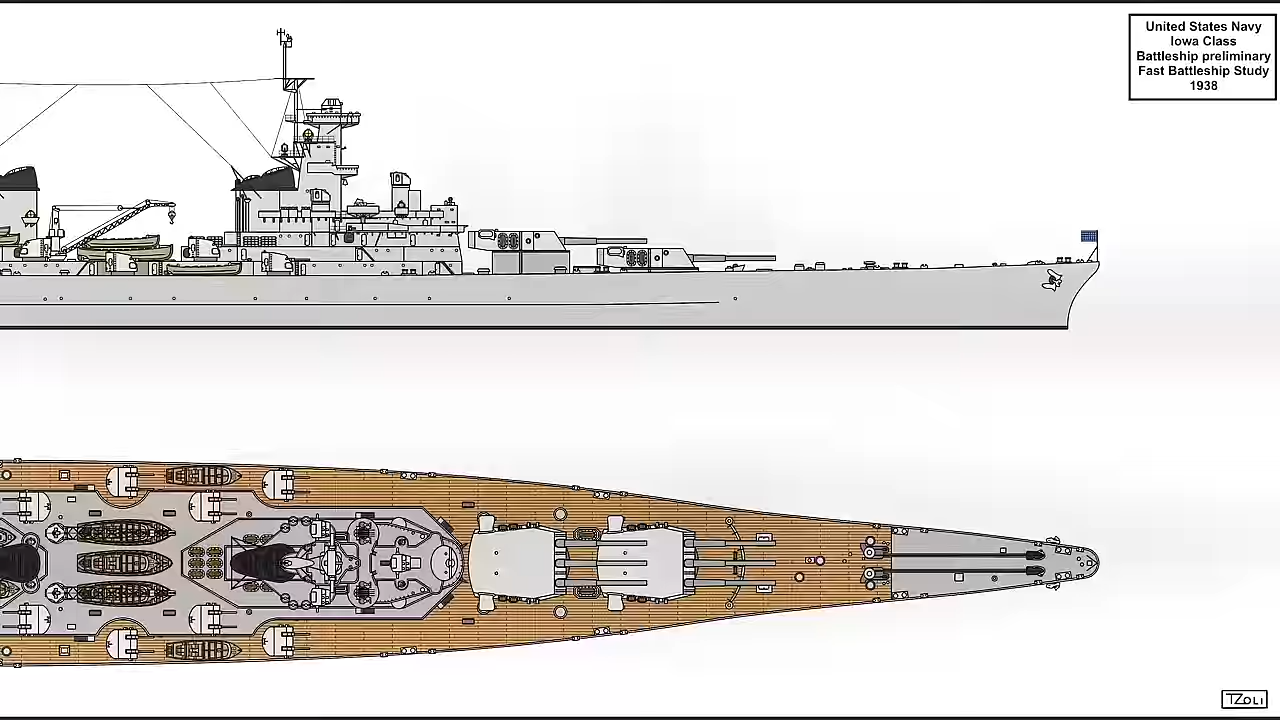 United States Navy
Iowa Class
Battleship preliminary
Fast Battleship Study
1938
TZOLI